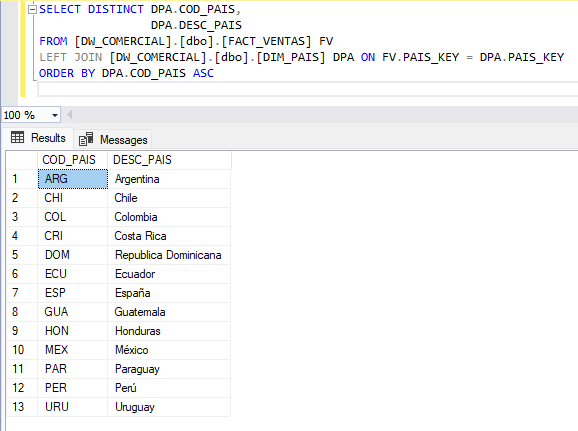 SELECT DISTINCT DPA.COD_PAIS,
DPA.DESC_PAIS
FROM [DW_COMERCIAL].[dbo].[FACT_VENTAS] FV
LEFT JOIN [DW_COMERCIAL].[dbo].[DIM_PAIS] DPA ON FV.PAIS_KEY = DPA.PAIS_KEY
ORDER BY DPA.COD_PAIS ASC
100 %
Results Messages
COD_PAIS DESC_PAIS
1 ARG Argentina
2 CHI Chile
3 COL Colombia
4 CRI Costa Rica
5 DOM Republica Dominicana
6 ECU Ecuador
7 ESP España
8 GUA Guatemala
9 HON Honduras
10 MEX México
11 PAR Paraguay
12 PER Perú
13 URU Uruguay